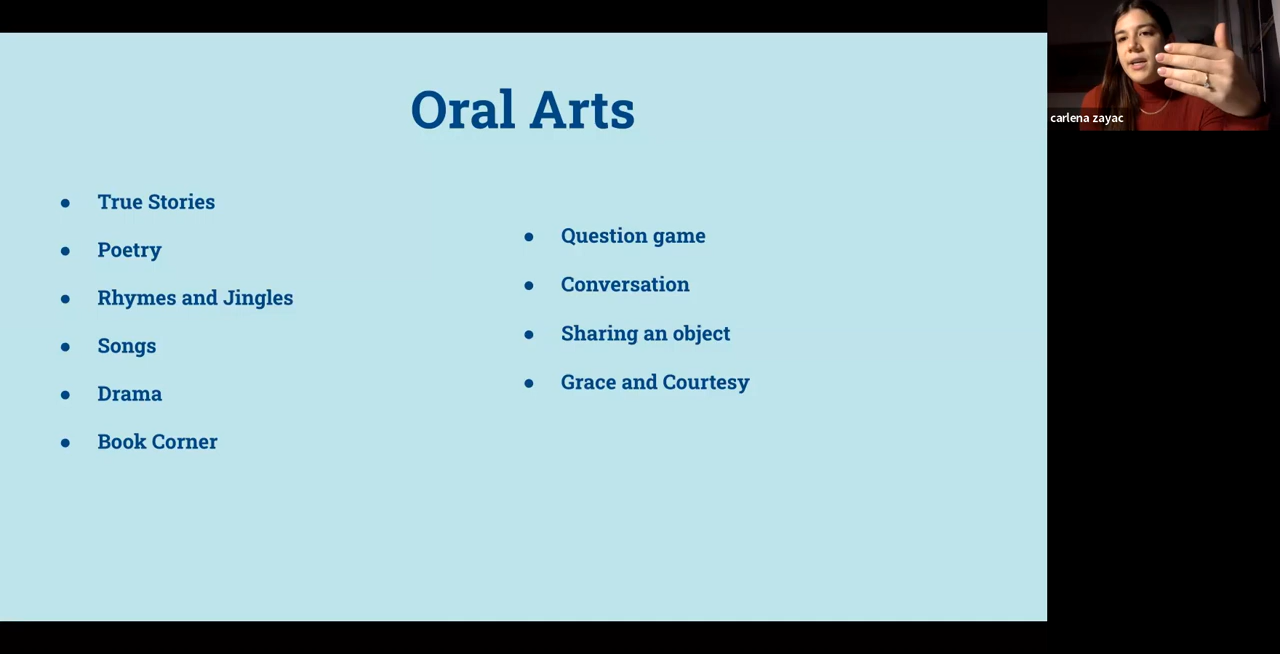 Oral Arts
● True Stories
● Poetry
● Rhymes and Jingles
● Songs
● Drama
● Book Corner
● Question game
● Conversation
● Sharing an object
● Grace and Courtesy
carlena zayac